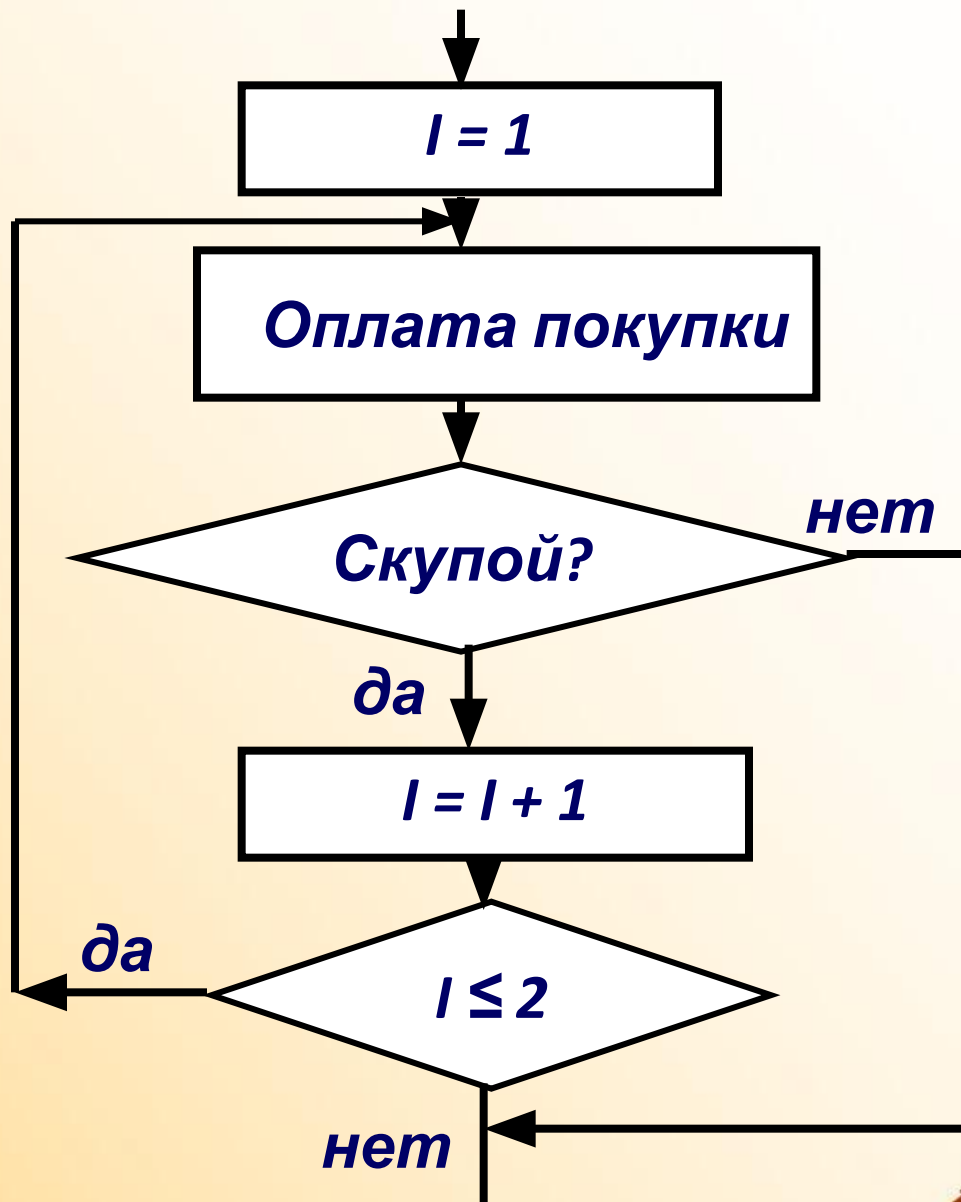 I = 1
Оплата покупки
нет
Скупой?
да
I = I + 1
да
I ≤ 2
нет